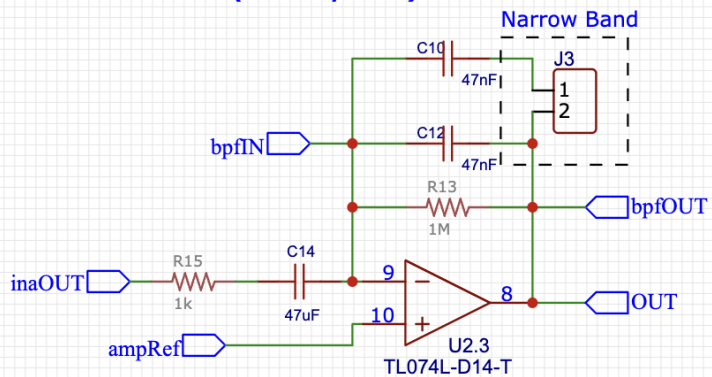 Narrow Band
C10
J3
47nF
1
2
bpfIN
C12
47nF
R13
bpfOUT
1M
R15
C14
inaOUT
9
8
OUT
1k
47uF
10
ampRef
U2.3
TL074L-D14-T